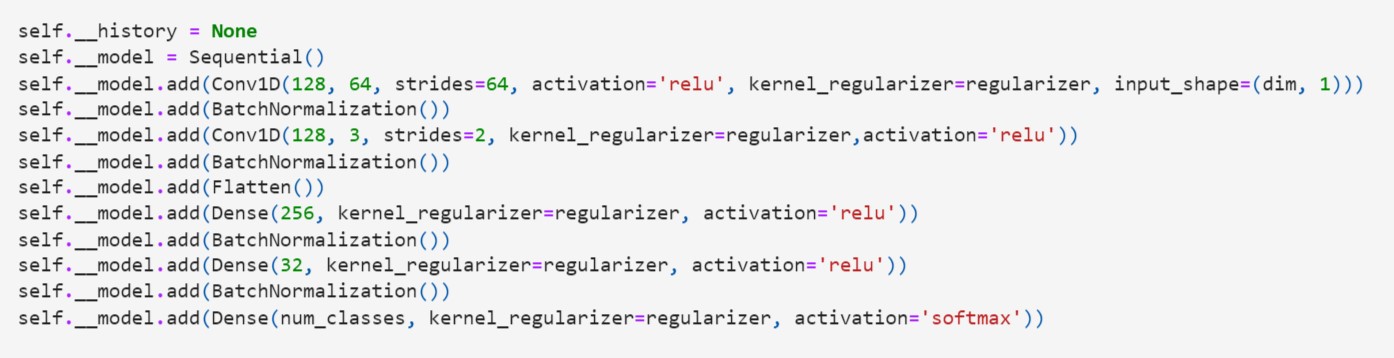 self.__history = None
self.__model = Sequential()
self.__model.add(Conv1D(128, 64, strides=64, activation='relu', kernel_regularizer=regularizer, input_shape=(dim, 1)))
self.__model.add(BatchNormalization())
self.__model.add(Conv1D(128, 3, strides=2, kernel_regularizer=regularizer,activation='relu'))
self.__model.add(BatchNormalization())
self.__model.add(Flatten())
self.__model.add(Dense(256, kernel_regularizer=regularizer, activation='relu'))
self.__model.add(BatchNormalization())
self.__model.add(Dense(32, kernel_regularizer=regularizer, activation='relu'))
self.__model.add(BatchNormalization())
self.__model.add(Dense(num_classes, kernel_regularizer=regularizer, activation='softmax'))